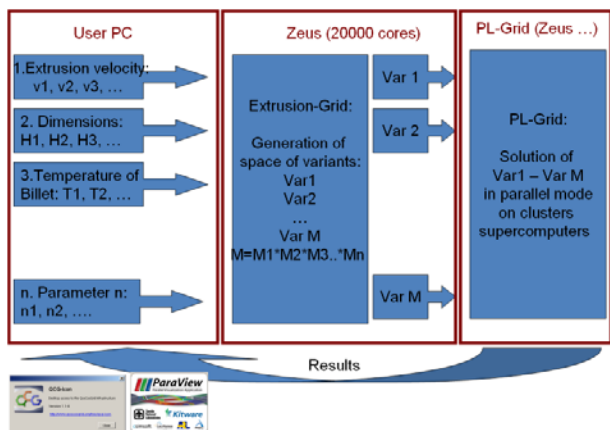 User PC
Zeus (20000 cores)
PL-Grid (Zeus ...)
1.Extrusion velocity:
v1, v2, v3, ...
2. Dimensions:
H1, H2, H3, ...
3.Temperature of
Billet: T1, T2, ...
n. Parameter n:
n1, n2, ....
Extrusion-Grid:
Generation of
space of variants:
Var1
Var2
...
Var M
M=M1*M2*M3..*Mn
Var 1
Var 2
Var M
PL-Grid:
Solution of
Var1 – Var M
in parallel mode
on clusters
supercomputers
Results
QCG-Icon
QCG
ParaView
Kitware